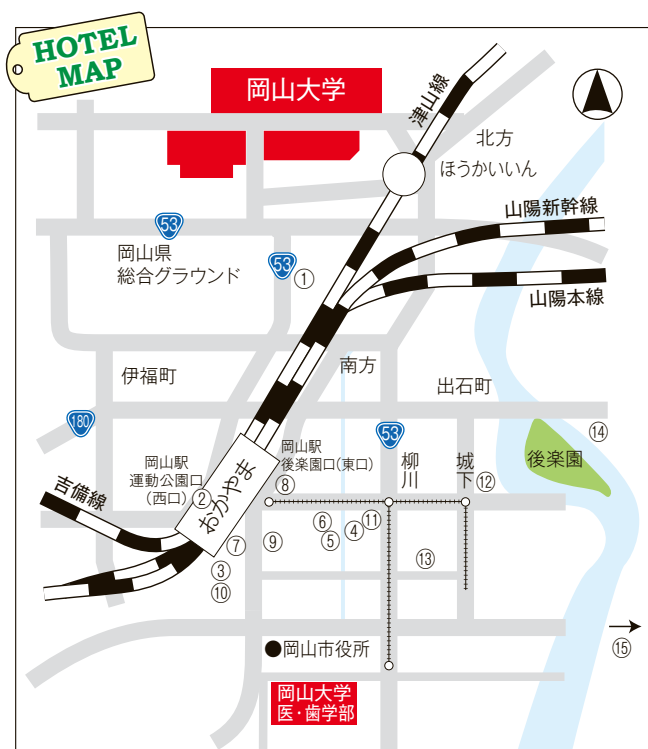 HOTEL
MAP
岡山大学
津山線
北方
ほうかいいん
山陽新幹線
53
岡山県
総合グラウンド
53
①
山陽本線
伊福町
南方
出石町
180
53
⑭
後楽園
岡山駅
運動公園口
(西口)
②
岡山駅
後楽園口(東口)
⑧
柳川
城下
⑫
吉備線
おかやま
⑥
⑤
④
⑪
⑦
⑨
③
⑩
⑬
●岡山市役所
⑮
岡山大学
医・歯学部